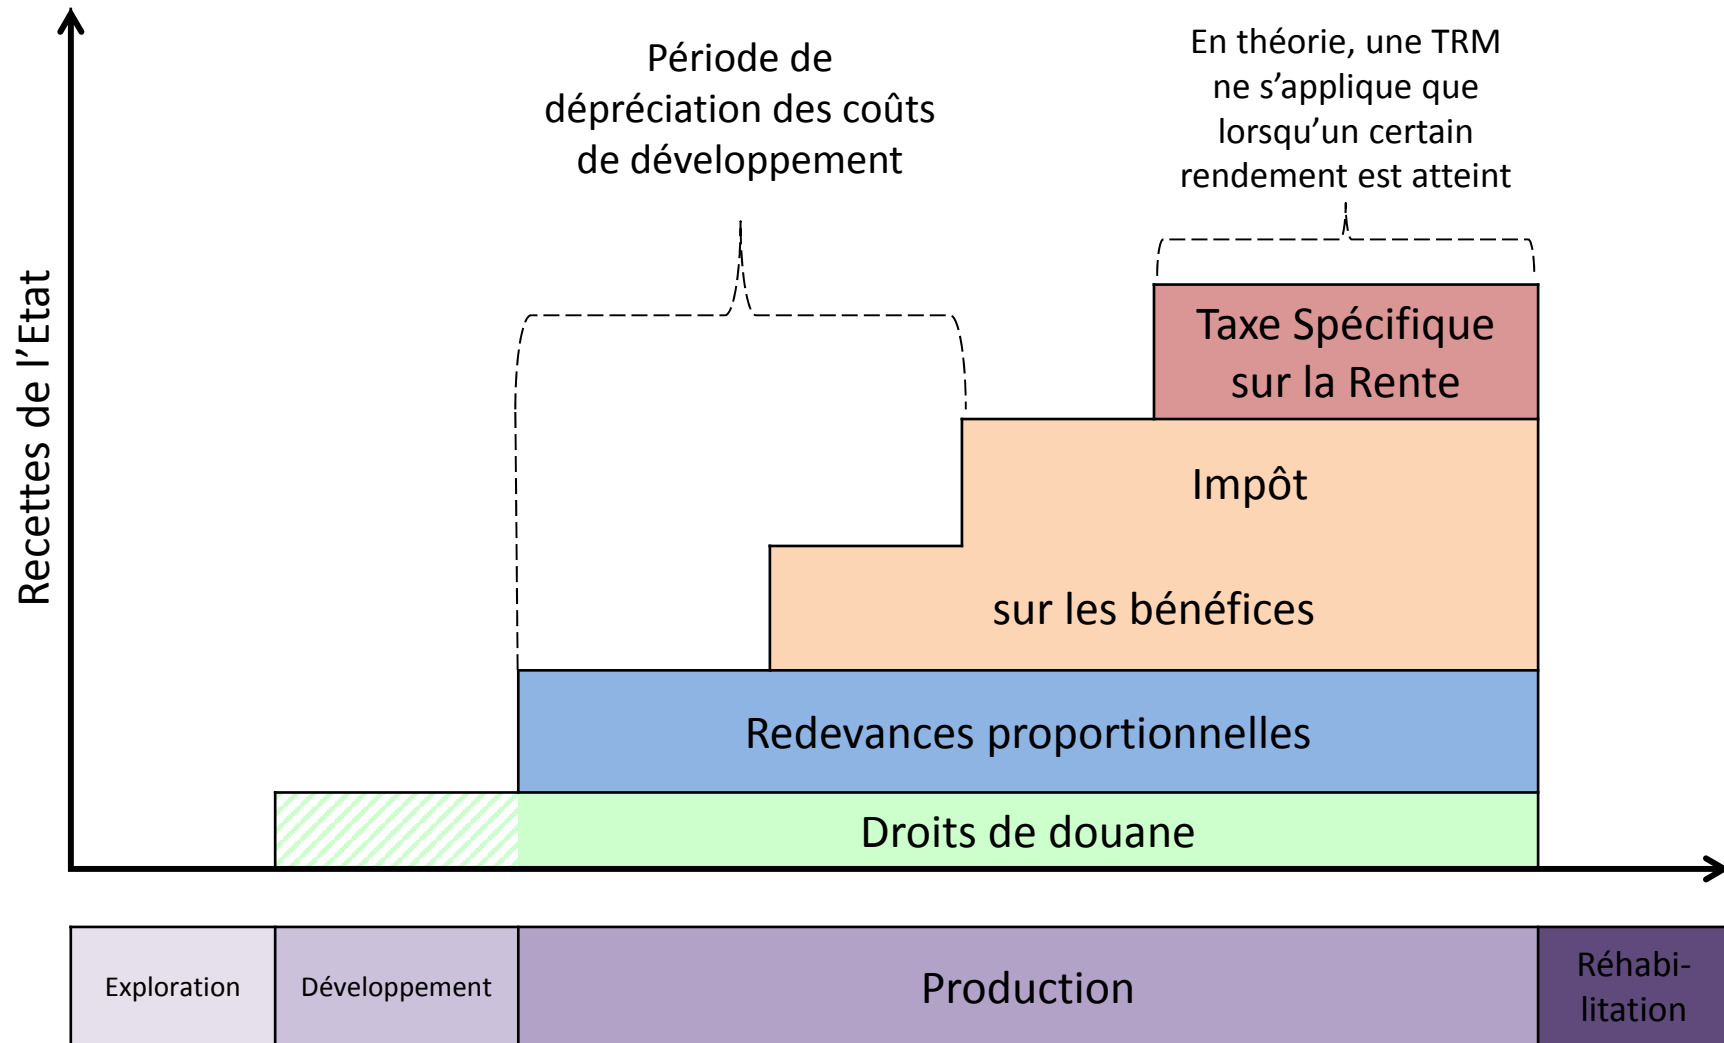 Recettes de l’Etat
Période de
dépréciation des coûts
de développement
En théorie, une TRM
ne s’applique que
lorsqu’un certain
rendement est atteint
Taxe Spécifique
sur la Rente
Impôt
sur les bénéfices
Redevances proportionnelles
Droits de douane
Exploration
Développement
Production
Réhabi-
litation